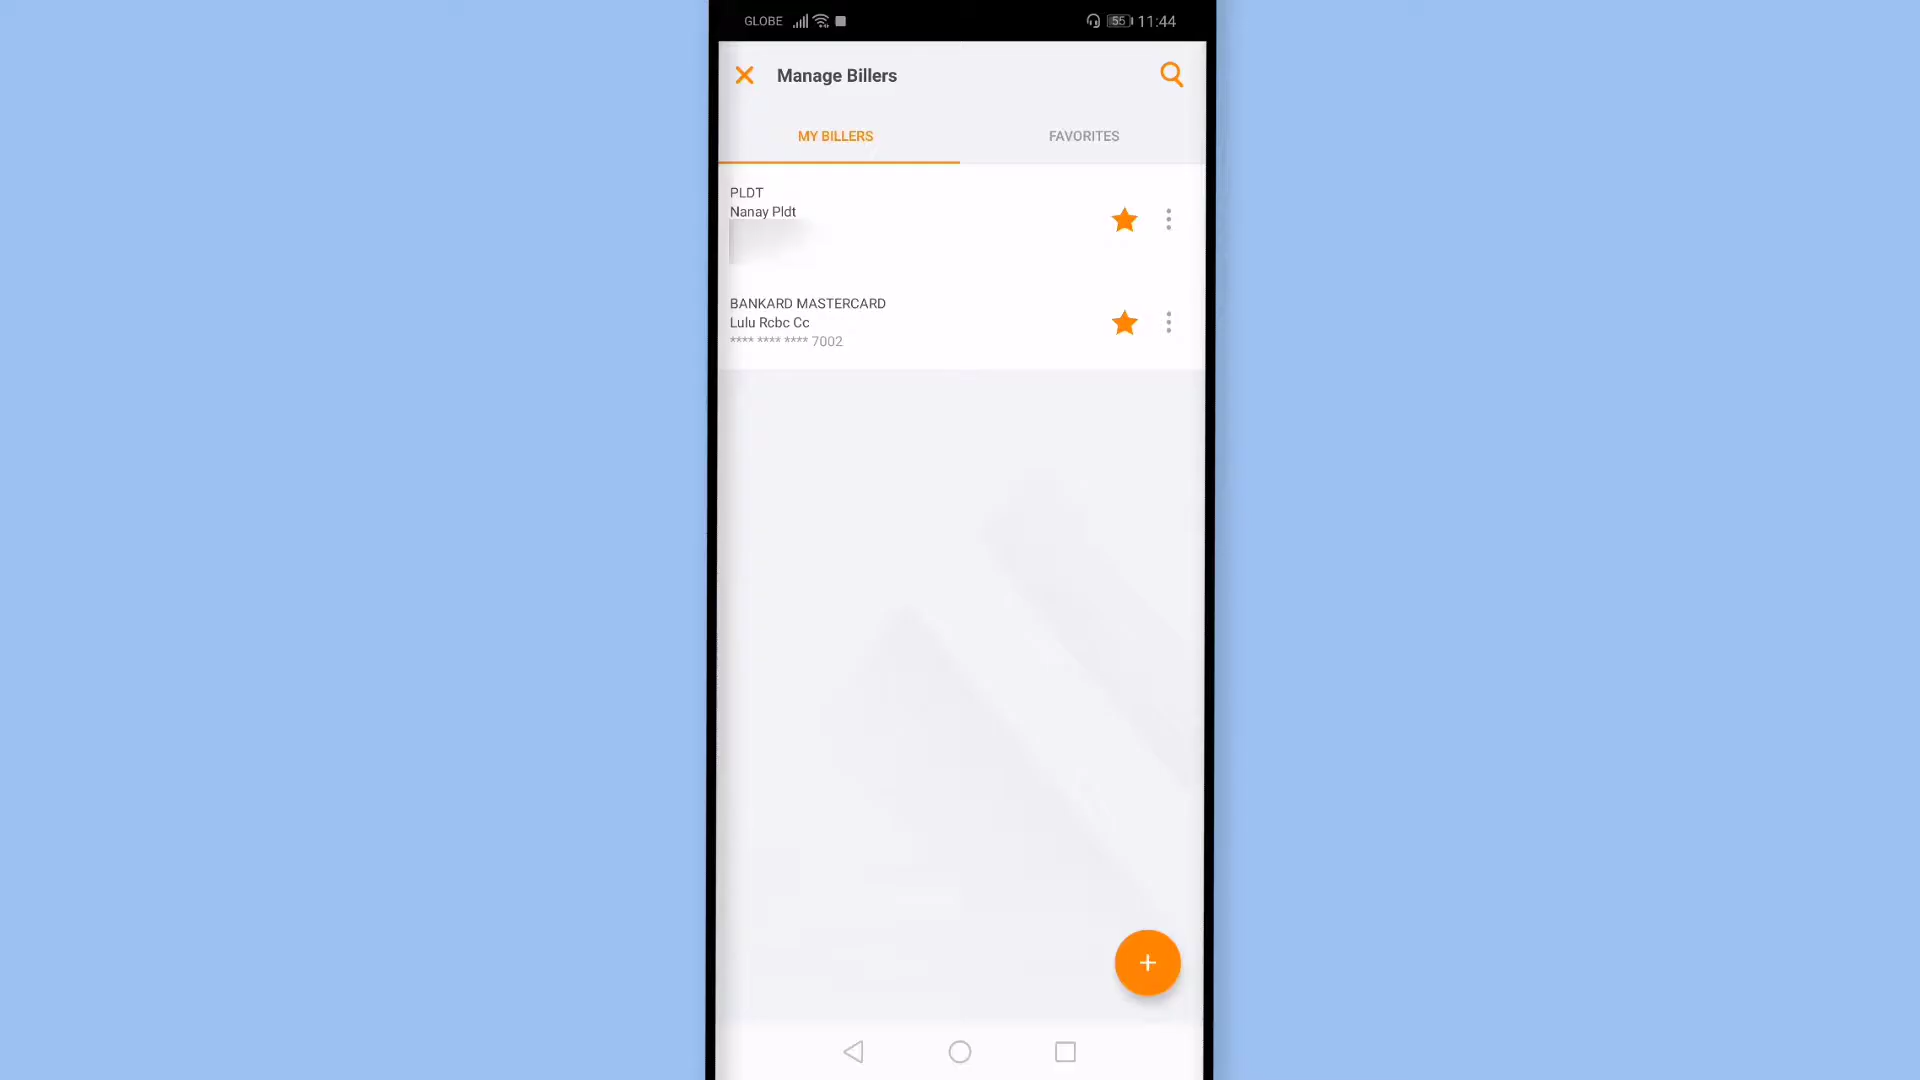 GLOBE 55 11:44
Manage Billers
MY BILLERS FAVORITES
PLDT
Nanay Pldt
BANKARD MASTERCARD
Lulu Rcbc Cc
**** **** **** 7002